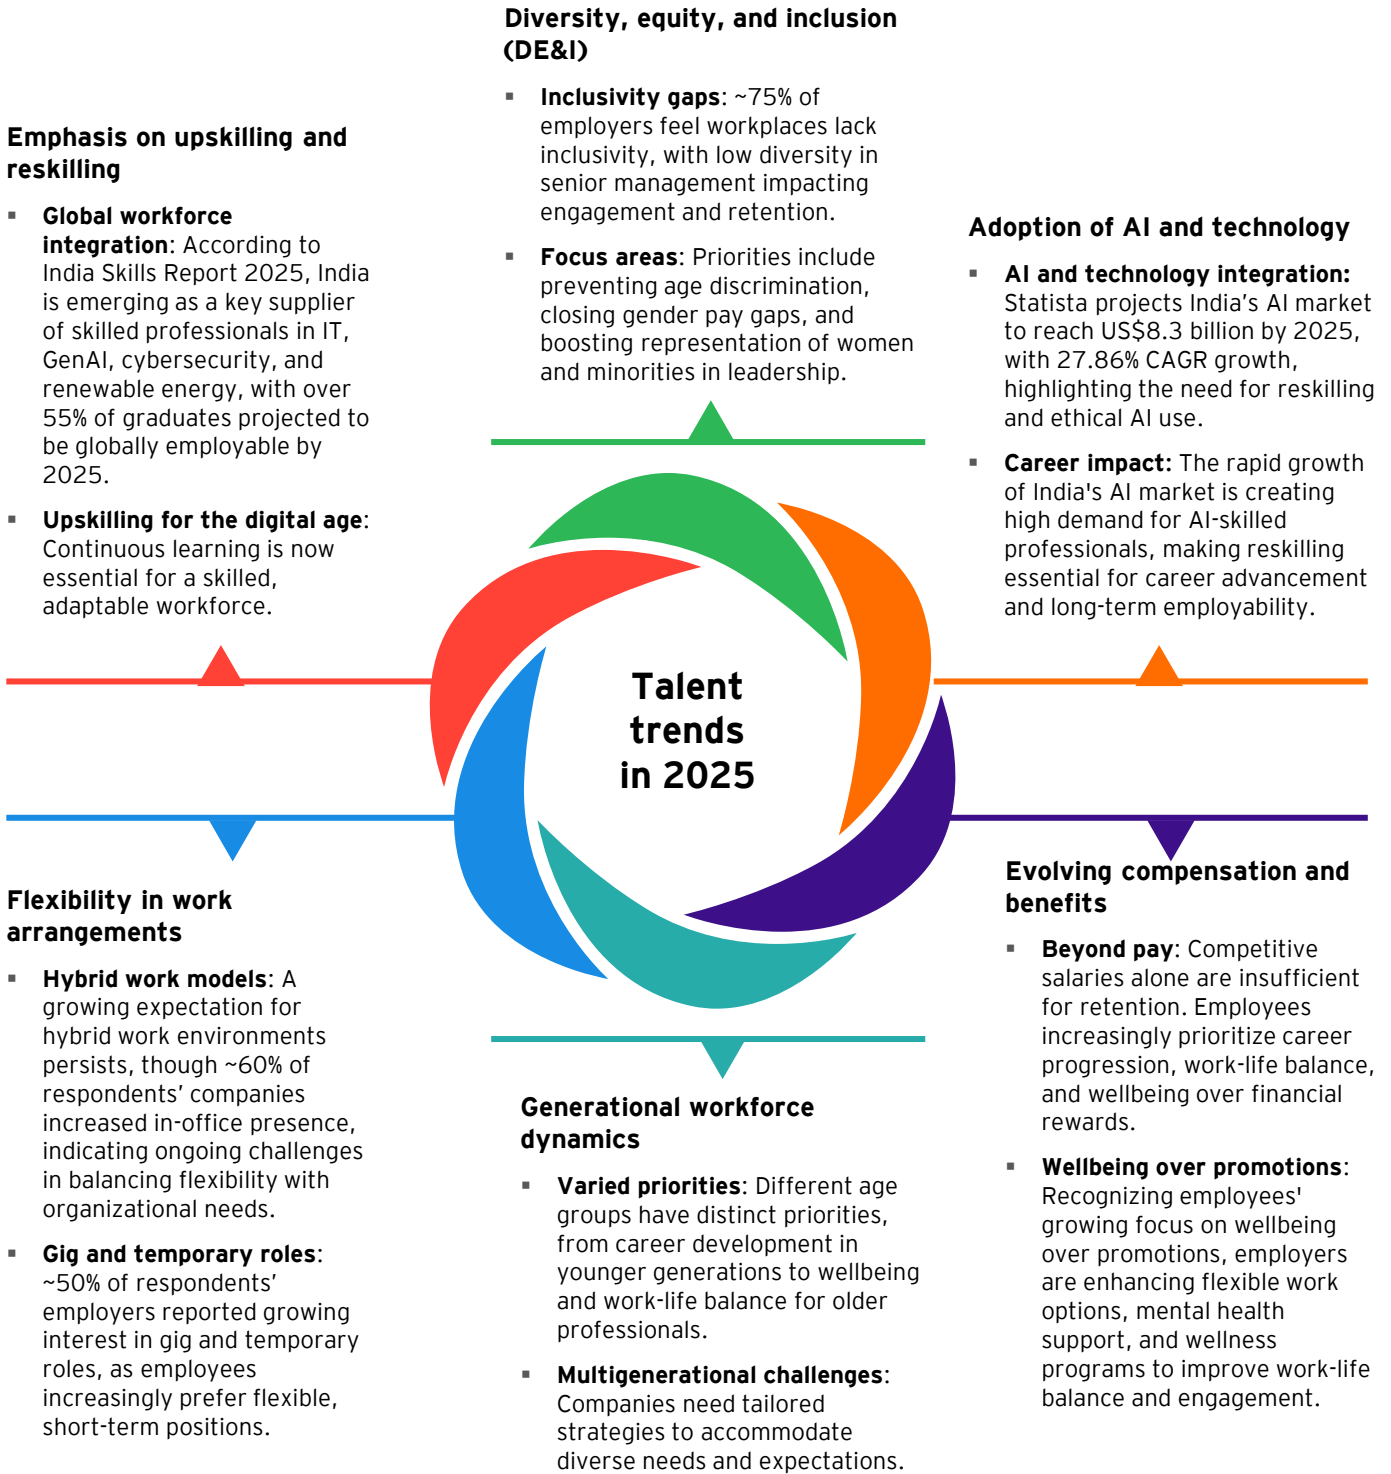 Diversity, equity, and inclusion
(DE&I)
▪ Inclusivity gaps: ~75% of
employers feel workplaces lack
inclusivity, with low diversity in
senior management impacting
engagement and retention.
▪ Focus areas: Priorities include
preventing age discrimination,
closing gender pay gaps, and
boosting representation of women
and minorities in leadership.
Emphasis on upskilling and
reskilling
▪ Global workforce
integration: According to
India Skills Report 2025, India
is emerging as a key supplier
of skilled professionals in IT,
GenAI, cybersecurity, and
renewable energy, with over
55% of graduates projected to
be globally employable by
2025.
▪ Upskilling for the digital age:
Continuous learning is now
essential for a skilled,
adaptable workforce.
Adoption of AI and technology
▪ AI and technology integration:
Statista projects India’s AI market
to reach US$8.3 billion by 2025,
with 27.86% CAGR growth,
highlighting the need for reskilling
and ethical AI use.
▪ Career impact: The rapid growth
of India's AI market is creating
high demand for AI-skilled
professionals, making reskilling
essential for career advancement
and long-term employability.
Talent
trends
in 2025
Flexibility in work
arrangements
▪ Hybrid work models: A
growing expectation for
hybrid work environments
persists, though ~60% of
respondents’ companies
increased in-office presence,
indicating ongoing challenges
in balancing flexibility with
organizational needs.
▪ Gig and temporary roles:
~50% of respondents’
employers reported growing
interest in gig and temporary
roles, as employees
increasingly prefer flexible,
short-term positions.
Generational workforce
dynamics
▪ Varied priorities: Different age
groups have distinct priorities,
from career development in
younger generations to wellbeing
and work-life balance for older
professionals.
▪ Multigenerational challenges:
Companies need tailored
strategies to accommodate
diverse needs and expectations.
Evolving compensation and
benefits
▪ Beyond pay: Competitive
salaries alone are insufficient
for retention. Employees
increasingly prioritize career
progression, work-life balance,
and wellbeing over financial
rewards.
▪ Wellbeing over promotions:
Recognizing employees'
growing focus on wellbeing
over promotions, employers
are enhancing flexible work
options, mental health
support, and wellness
programs to improve work-life
balance and engagement.